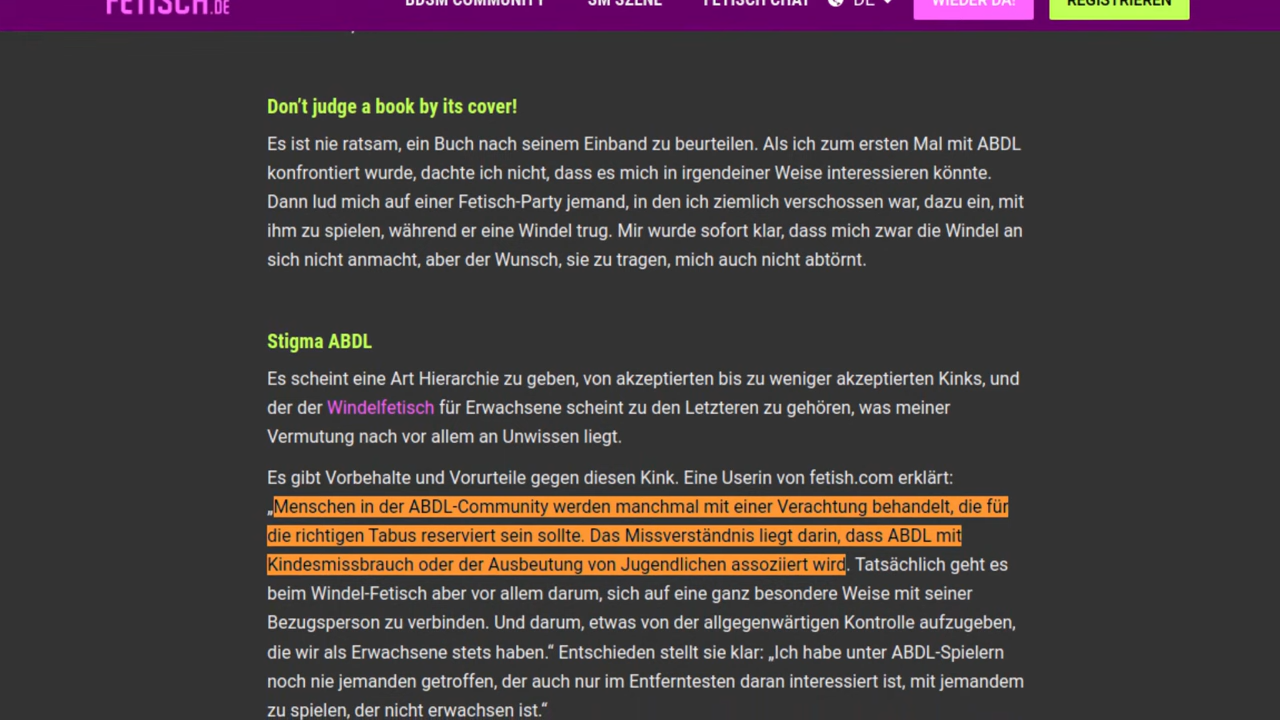 FETISCH.DE
BDSM COMMUNITY SM SZENE FETISCH CHAT DE WIEDER DA! REGISTRIEREN
Don’t judge a book by its cover!
Es ist nie ratsam, ein Buch nach seinem Einband zu beurteilen. Als ich zum ersten Mal mit ABDL
konfrontiert wurde, dachte ich nicht, dass es mich in irgendeiner Weise interessieren könnte.
Dann lud mich auf einer Fetisch-Party jemand, in den ich ziemlich verschossen war, dazu ein, mit
ihm zu spielen, während er eine Windel trug. Mir wurde sofort klar, dass mich zwar die Windel an
sich nicht anmacht, aber der Wunsch, sie zu tragen, mich auch nicht abtörnt.
Stigma ABDL
Es scheint eine Art Hierarchie zu geben, von akzeptierten bis zu weniger akzeptierten Kinks, und
der der Windelfetisch für Erwachsene scheint zu den Letzteren zu gehören, was meiner
Vermutung nach vor allem an Unwissen liegt.
Es gibt Vorbehalte und Vorurteile gegen diesen Kink. Eine Userin von fetish.com erklärt:
„Menschen in der ABDL-Community werden manchmal mit einer Verachtung behandelt, die für
die richtigen Tabus reserviert sein sollte. Das Missverständnis liegt darin, dass ABDL mit
Kindesmissbrauch oder der Ausbeutung von Jugendlichen assoziiert wird. Tatsächlich geht es
beim Windel-Fetisch aber vor allem darum, sich auf eine ganz besondere Weise mit seiner
Bezugsperson zu verbinden. Und darum, etwas von der allgegenwärtigen Kontrolle aufzugeben,
die wir als Erwachsene stets haben.“ Entschieden stellt sie klar: „Ich habe unter ABDL-Spielern
noch nie jemanden getroffen, der auch nur im Entferntesten daran interessiert ist, mit jemandem
zu spielen, der nicht erwachsen ist.“